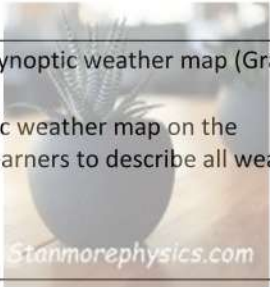 ynoptic weather map (Gra
c weather map on the
arners to describe all wea
Stanmorephysics.com